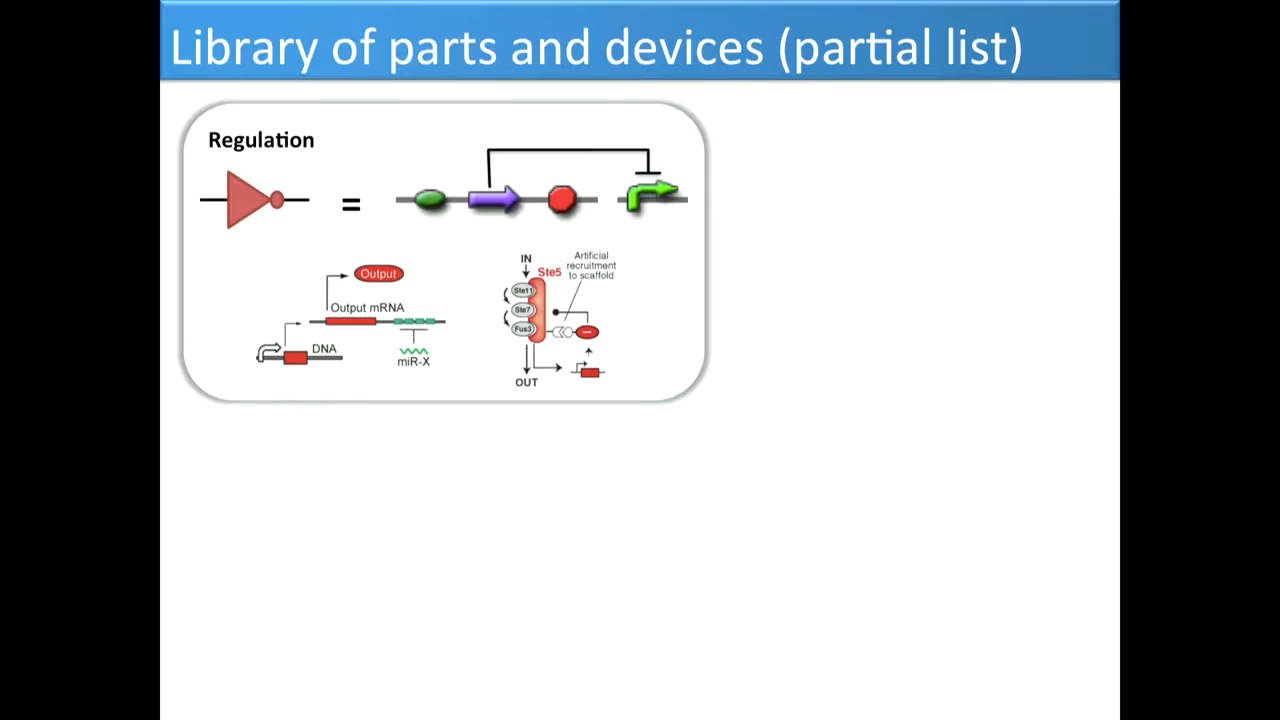 Library of parts and devices (partial list)
Regulation
=
Output
Output mRNA
DNA
miR-X
IN
Ste5
Artificial
recruitment
to scaffold
Ste11
Ste7
Fus3
−
OUT